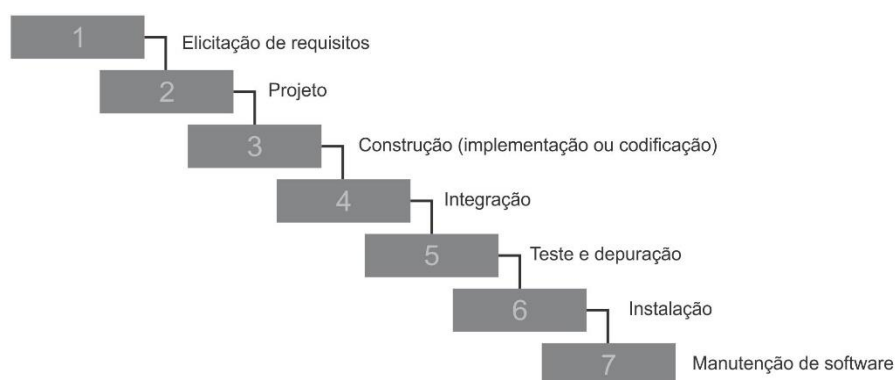 1
Elicitação de requisitos
2
Projeto
3
Construção (implementação ou codificação)
4
Integração
5
Teste e depuração
6
Instalação
7
Manutenção de software